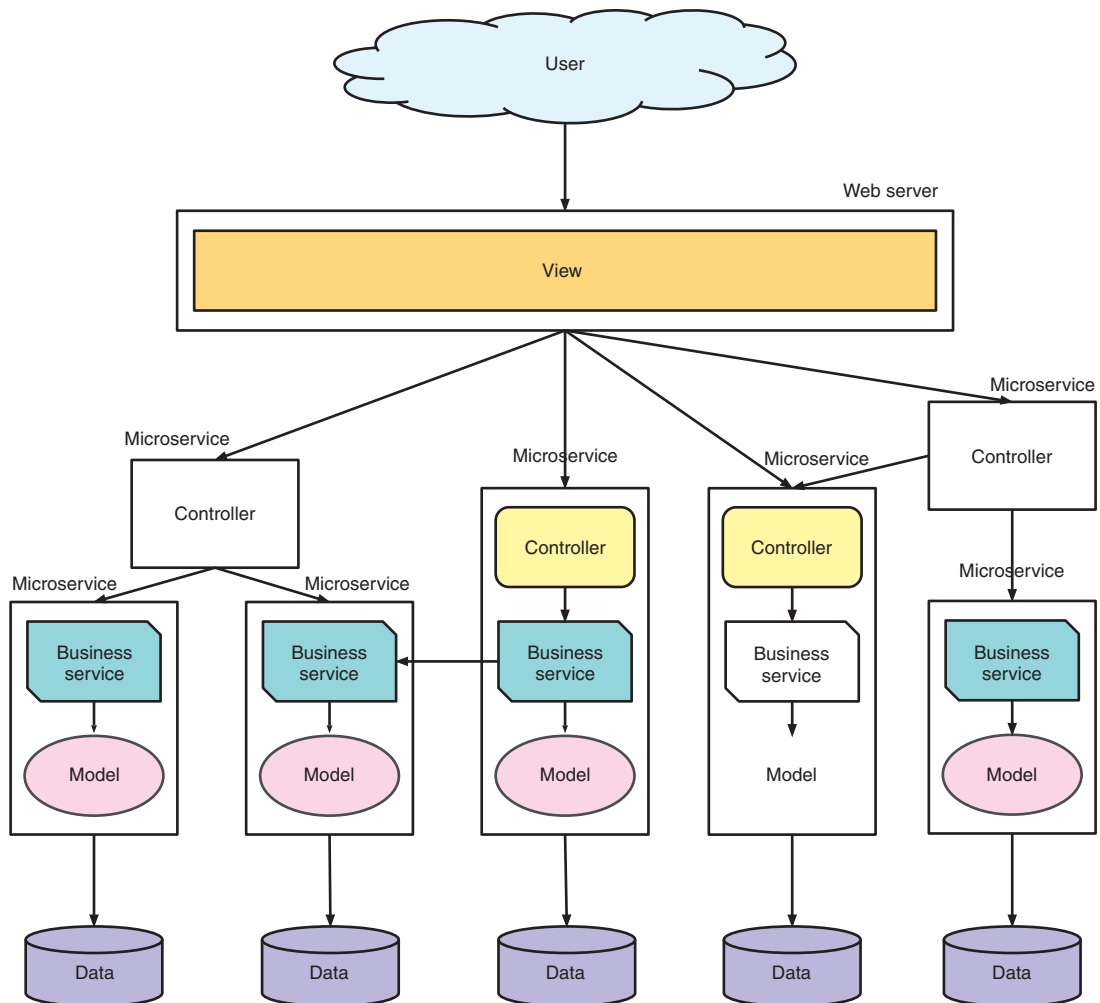 User
Web server
View
Microservice
Microservice
Microservice
Microservice
Controller
Controller
Controller
Controller
Microservice
Microservice
Microservice
Business
service
Business
service
Business
service
Business
service
Business
service
Model
Model
Model
Model
Model
Data
Data
Data
Data
Data